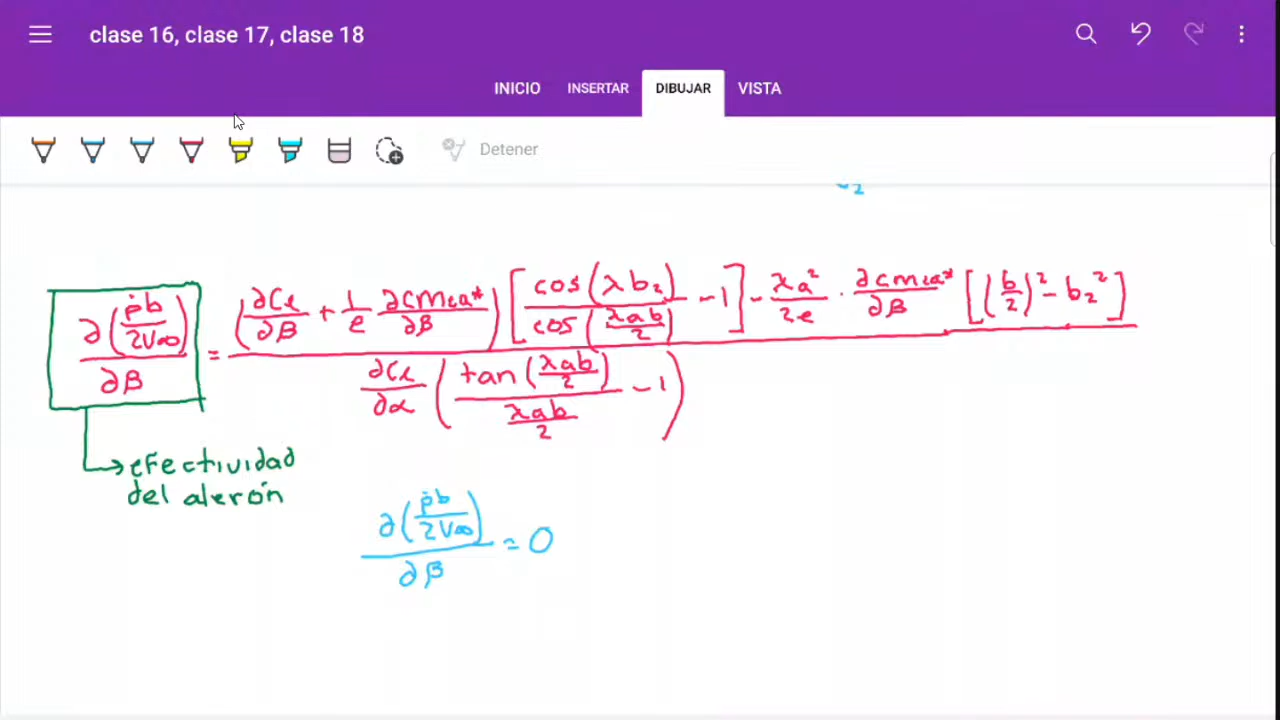 clase 16, clase 17, clase 18
INICIO INSERTAR DIBUJAR VISTA
Detener
2
∂(ṗb/2V∞)/∂β = ((∂Cl/∂β + 1/e ∂CMca*/∂β) [cos(λb₂)/cos(λab/2) − 1] − λa²/2e · ∂CMca*/∂β [(b/2)² − b₂²]) / (∂Cl/∂α (tan(λab/2)/(λab/2) − 1))
→ efectividad
del alerón
∂(ṗb/2V∞)/∂β = 0